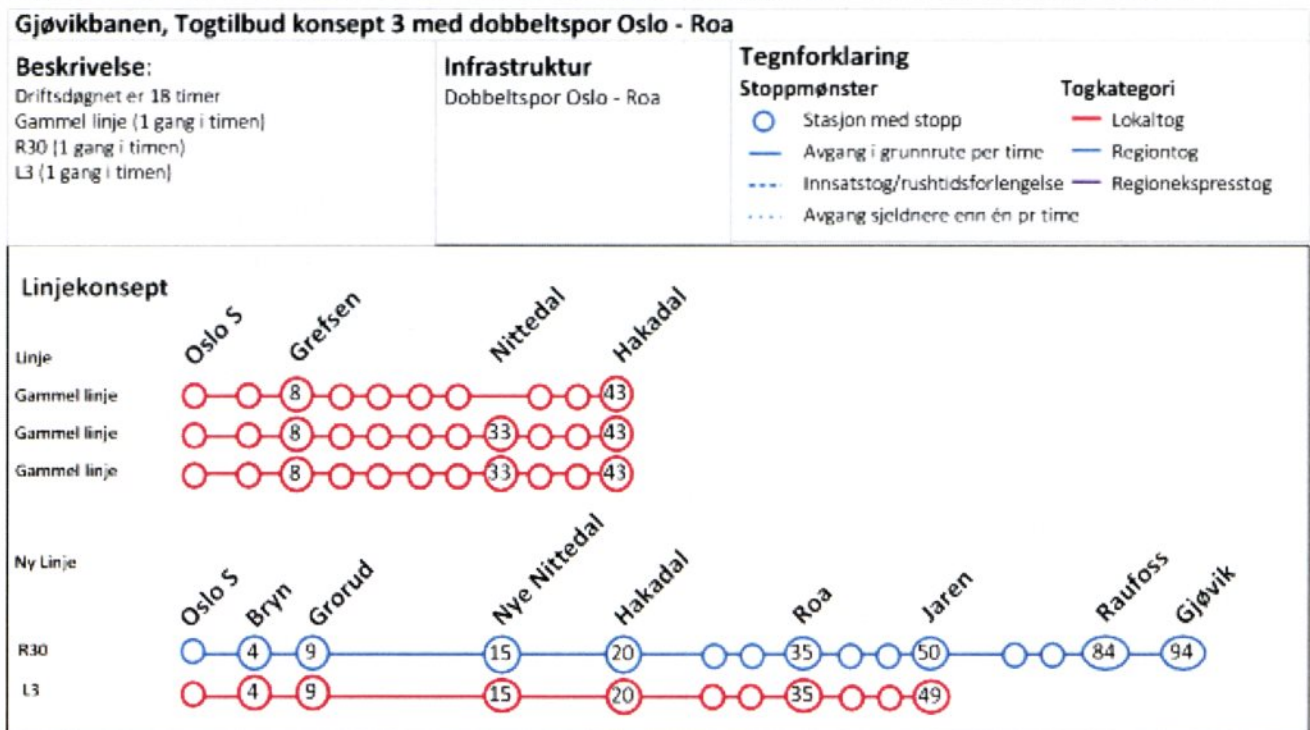 Gjøvikbanen, Togtilbud konsept 3 med dobbeltspor Oslo - Roa
Beskrivelse:
Driftsdøgnet er 18 timer
Gammel linje (1 gang i timen)
R30 (1 gang i timen)
L3 (1 gang i timen)
Infrastruktur
Dobbeltspor Oslo - Roa
Tegnforklaring
Stoppmønster
Togkategori
Stasjon med stopp
Lokaltog
Avgang i grunnrute per time
Regiontog
Innsatstog/rushtidsforlengelse
Regionekspresstog
Avgang sjeldnere enn én pr time
Linjekonsept
Linje
Oslo S
Grefsen
Nittedal
Hakadal
Gammel linje
8
43
Gammel linje
8
33
43
Gammel linje
8
33
43
Ny Linje
Oslo S
Bryn
Grorud
Nye Nittedal
Hakadal
Roa
Jaren
Raufoss
Gjøvik
R30
4
9
15
20
35
50
84
94
L3
4
9
15
20
35
49